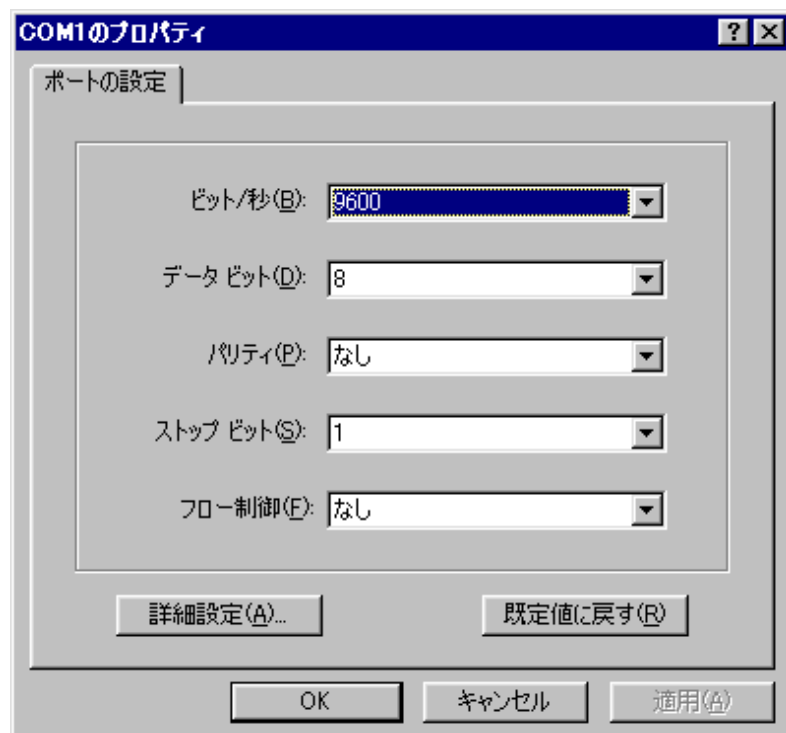 COM1のプロパティ
ポートの設定
ビット/秒(B): 9600
データ ビット(D): 8
パリティ(P): なし
ストップ ビット(S): 1
フロー制御(F): なし
詳細設定(A)... 既定値に戻す(R)
OK キャンセル 適用(A)